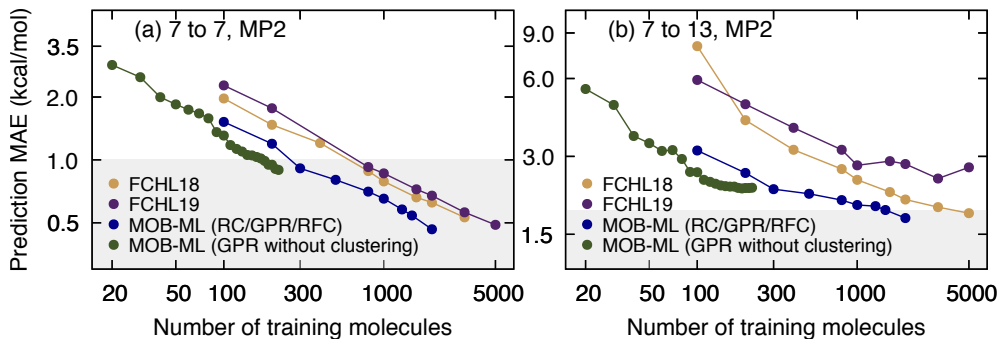 (a) 7 to 7, MP2
Prediction MAE (kcal/mol)
3.5
2.0
1.0
0.5
FCHL18
FCHL19
MOB-ML (RC/GPR/RFC)
MOB-ML (GPR without clustering)
20 50 100 300 1000 5000
Number of training molecules
(b) 7 to 13, MP2
9.0
6.0
3.0
1.5
FCHL18
FCHL19
MOB-ML (RC/GPR/RFC)
MOB-ML (GPR without clustering)
20 50 100 300 1000 5000
Number of training molecules